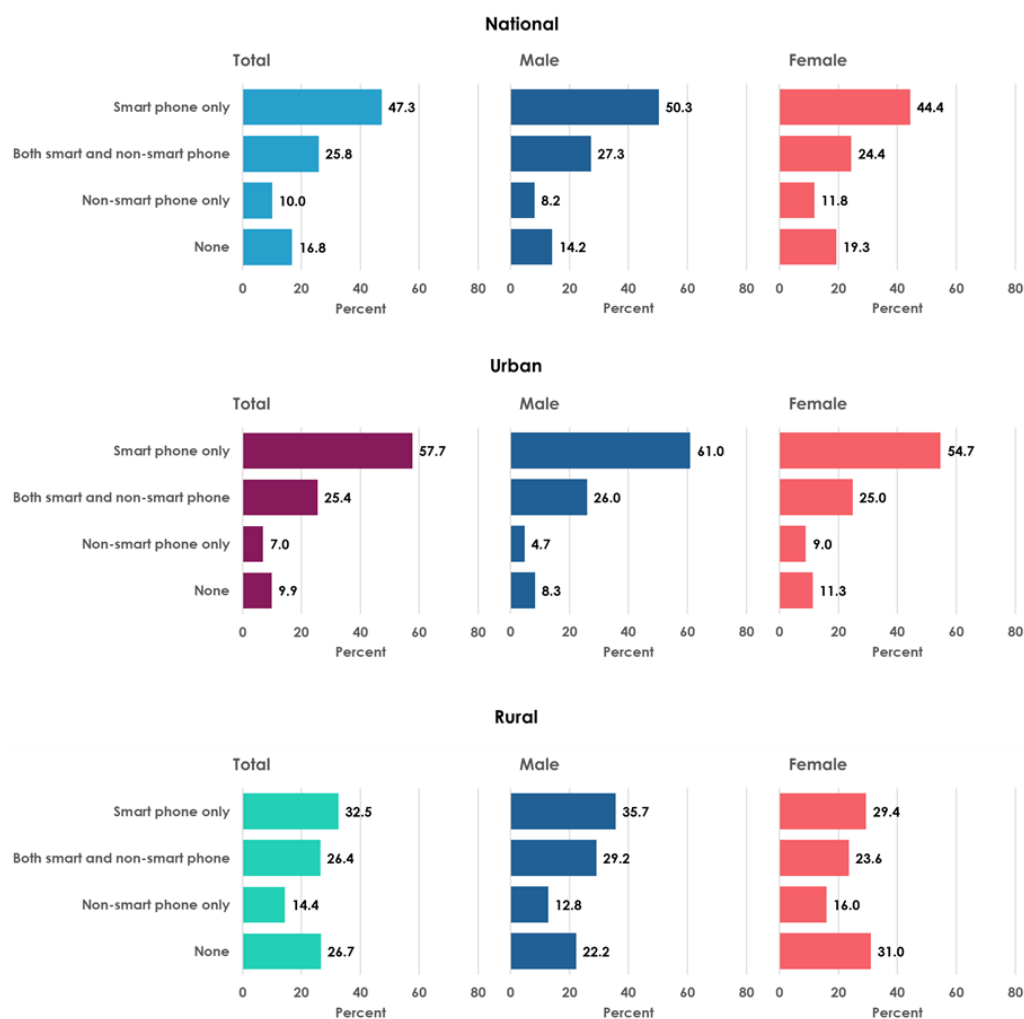 National
Total Male Female
Smart phone only 47.3 50.3 44.4
Both smart and non-smart phone 25.8 27.3 24.4
Non-smart phone only 10.0 8.2 11.8
None 16.8 14.2 19.3
0 20 40 60 80 0 20 40 60 80 0 20 40 60 80
Percent Percent Percent
Urban
Total Male Female
Smart phone only 57.7 61.0 54.7
Both smart and non-smart phone 25.4 26.0 25.0
Non-smart phone only 7.0 4.7 9.0
None 9.9 8.3 11.3
0 20 40 60 0 20 40 60 80 0 20 40 60 80
Percent Percent Percent
Rural
Total Male Female
Smart phone only 32.5 35.7 29.4
Both smart and non-smart phone 26.4 29.2 23.6
Non-smart phone only 14.4 12.8 16.0
None 26.7 22.2 31.0
0 20 40 60 80 0 20 40 60 80 0 20 40 60 80
Percent Percent Percent